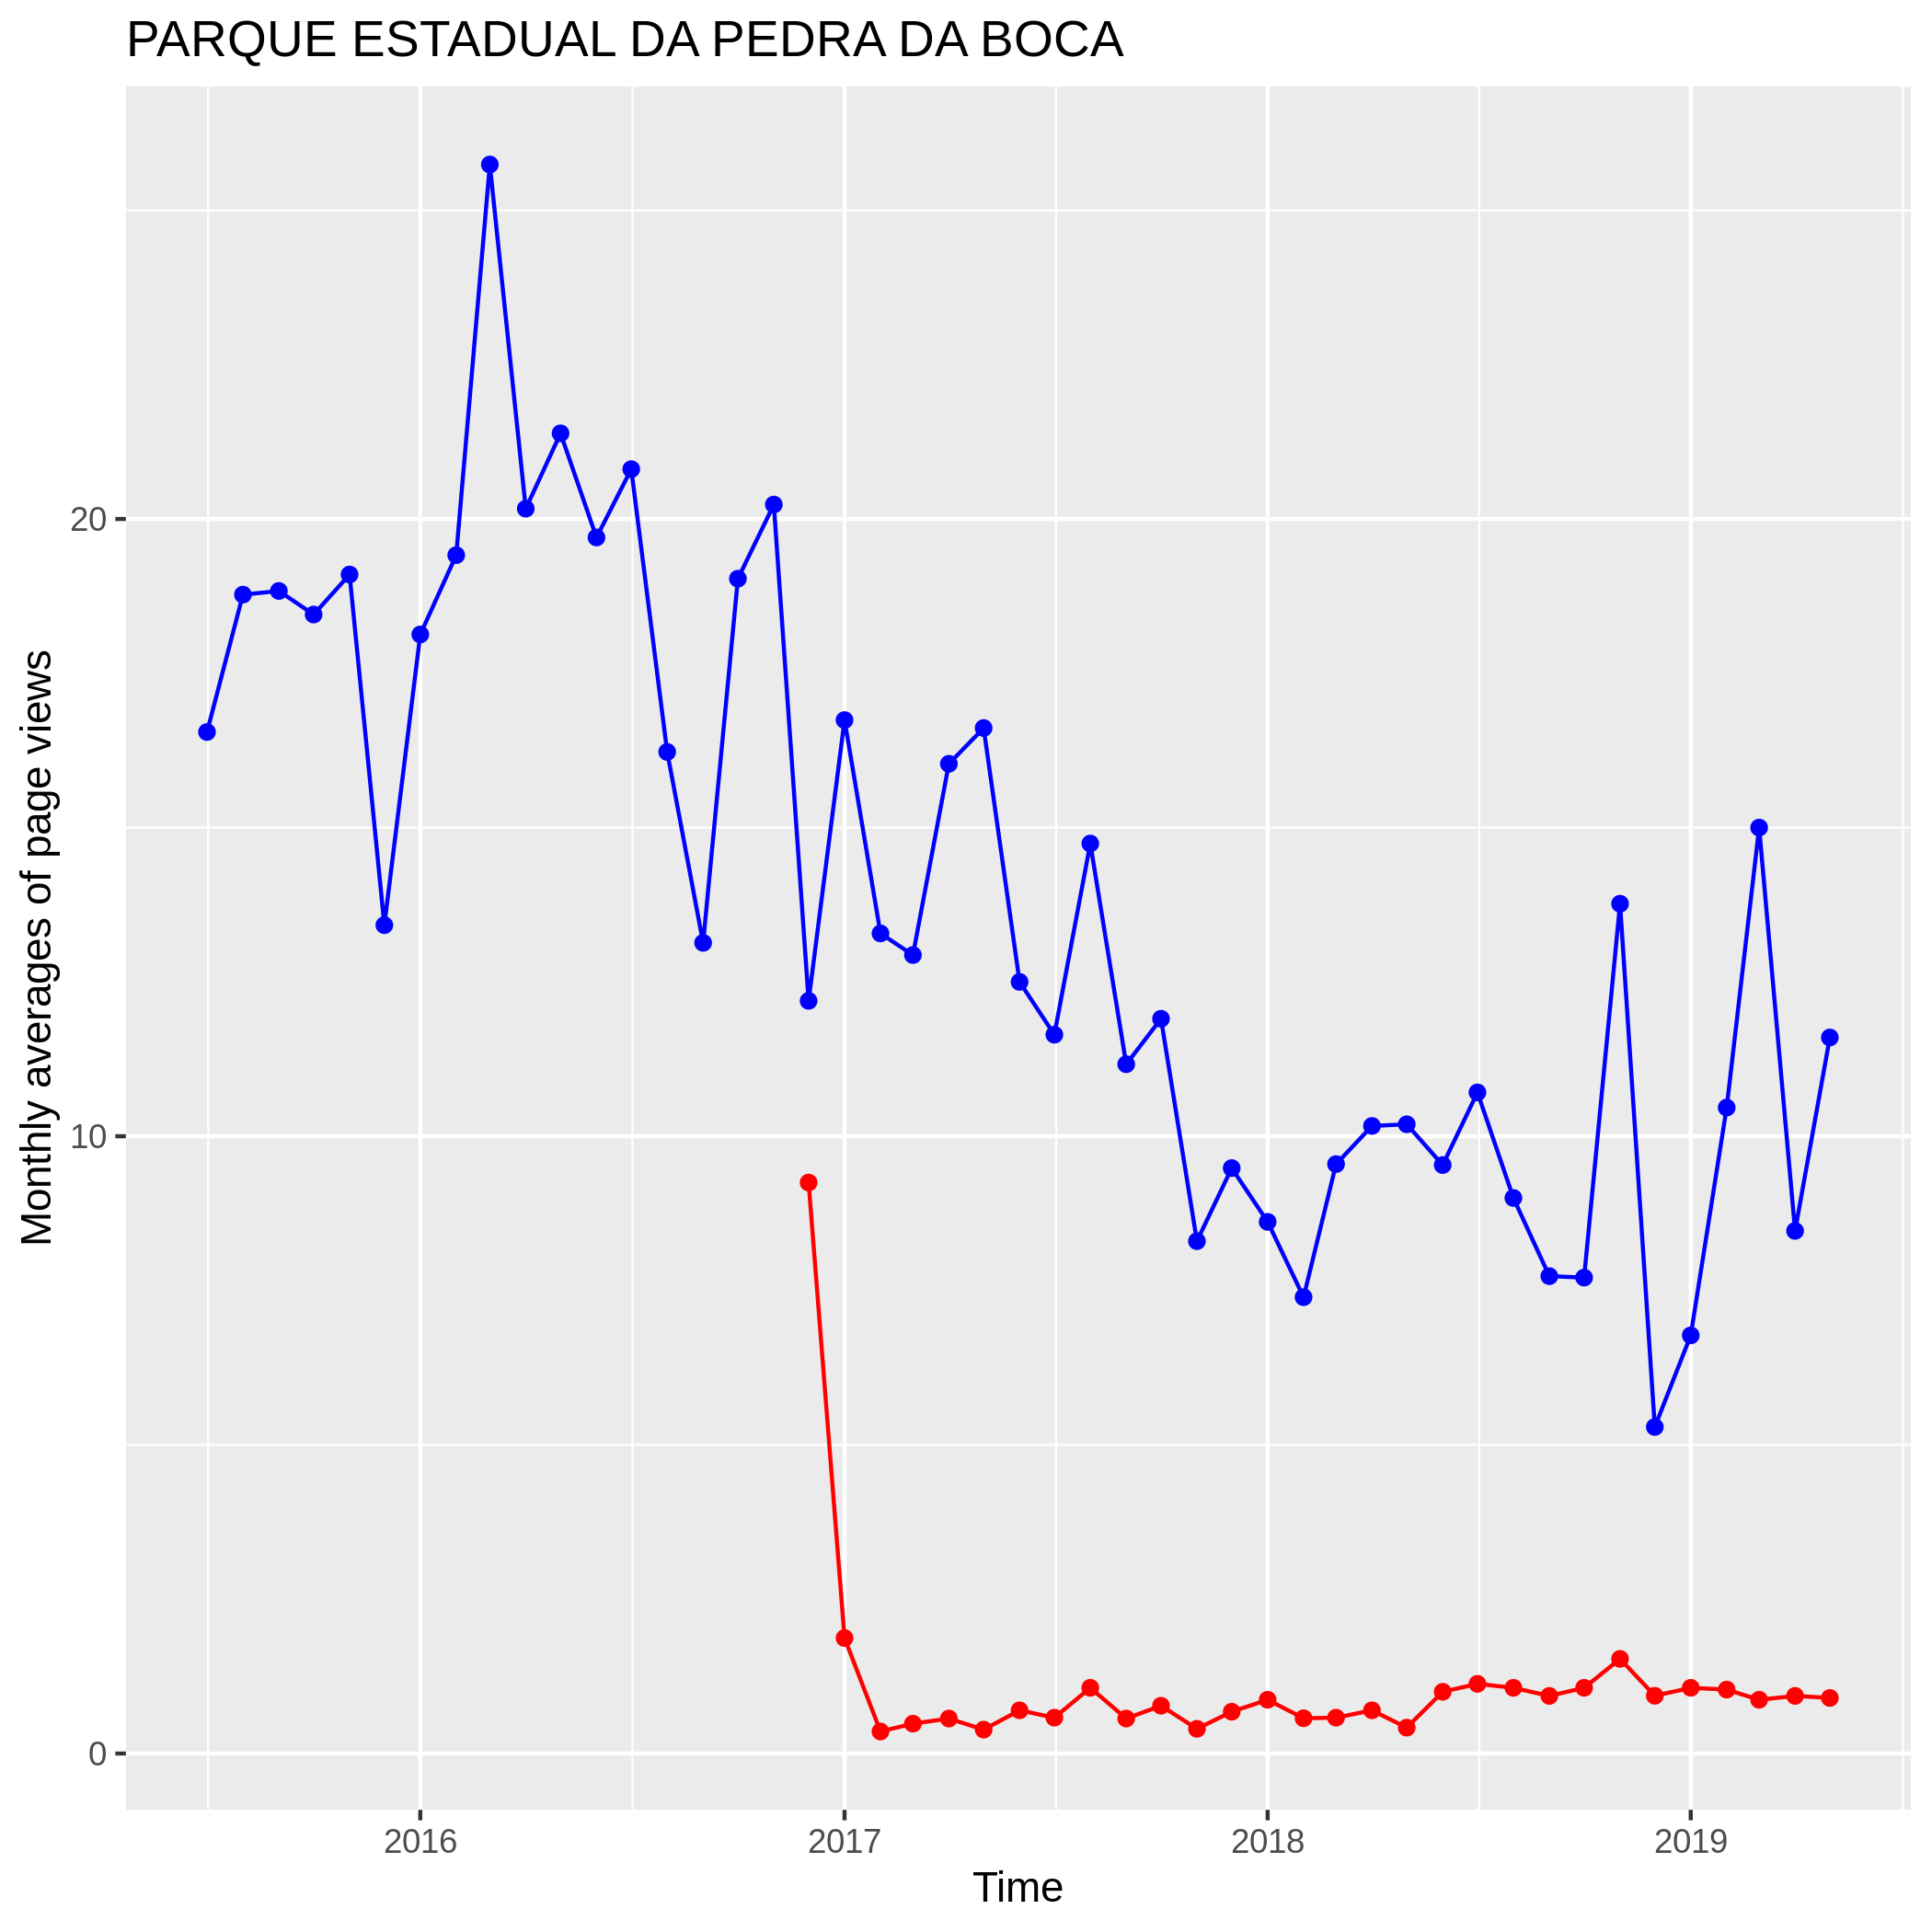 PARQUE ESTADUAL DA PEDRA DA BOCA
Monthly averages of page views
20
10
0
2016
2017
2018
2019
Time